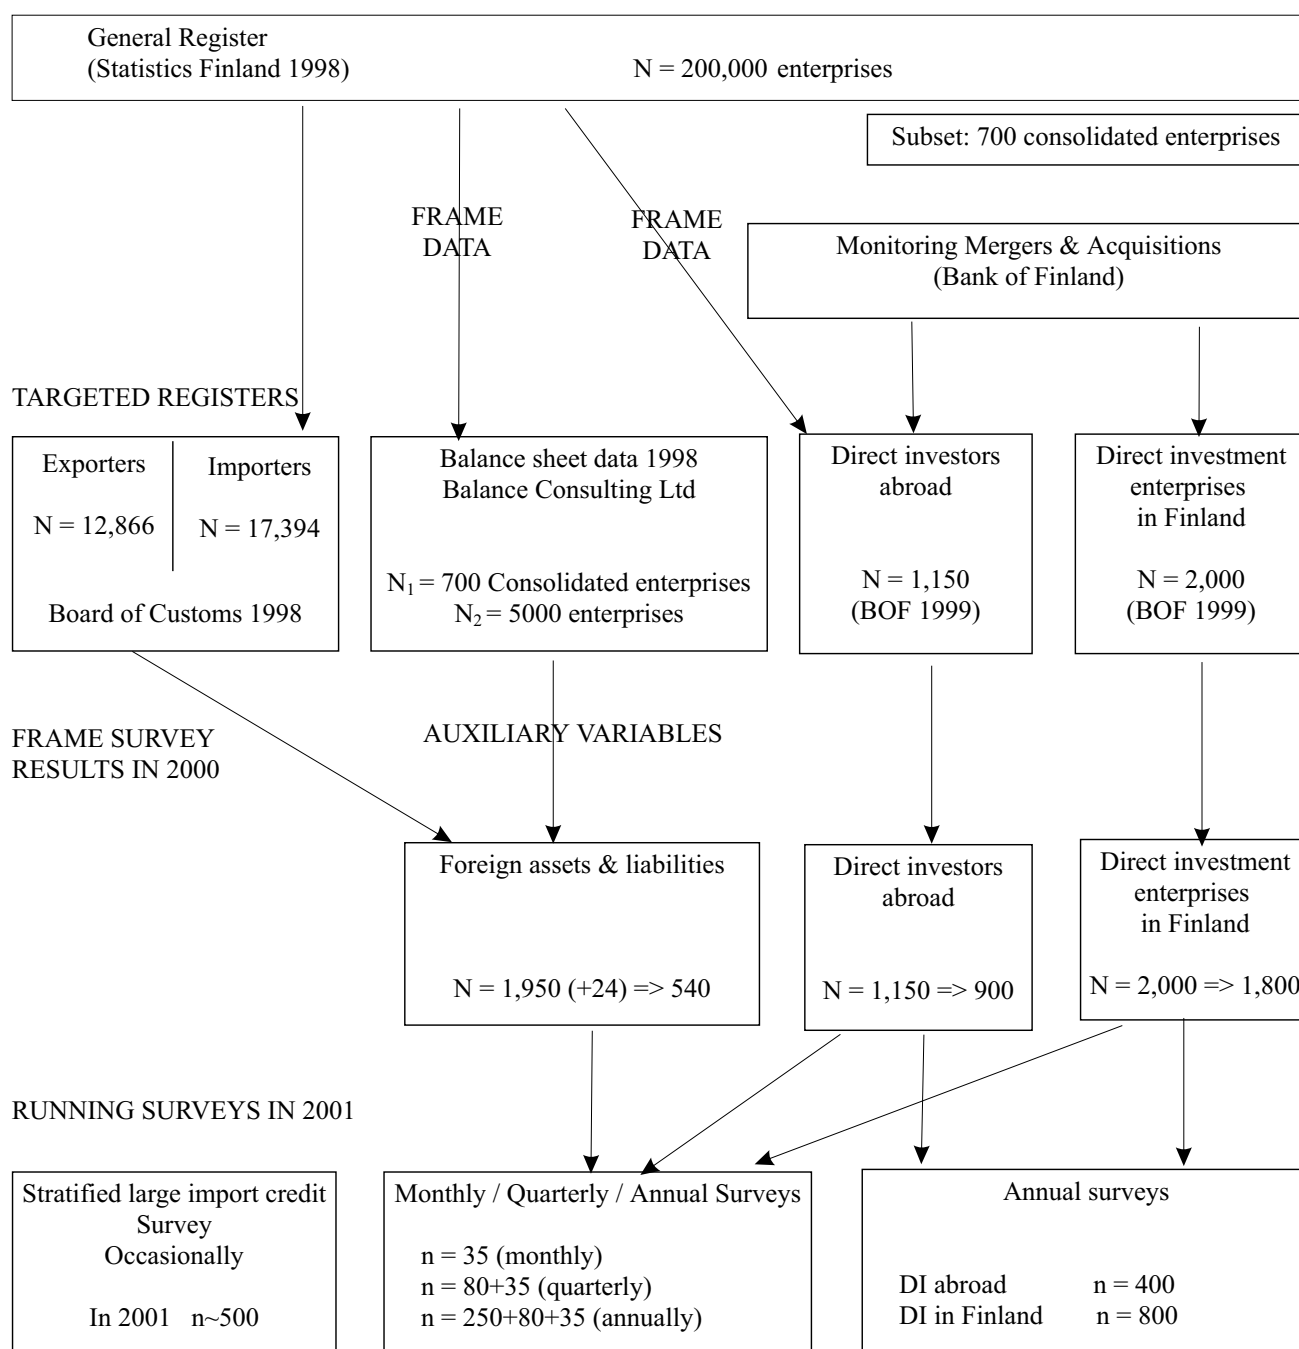 General Register
(Statistics Finland 1998)
N = 200,000 enterprises
Subset: 700 consolidated enterprises
FRAME
DATA
FRAME
DATA
Monitoring Mergers & Acquisitions
(Bank of Finland)
TARGETED REGISTERS
Exporters
N = 12,866
Importers
N = 17,394
Board of Customs 1998
Balance sheet data 1998
Balance Consulting Ltd
N1 = 700 Consolidated enterprises
N2 = 5000 enterprises
Direct investors
abroad
N = 1,150
(BOF 1999)
Direct investment
enterprises
in Finland
N = 2,000
(BOF 1999)
FRAME SURVEY
RESULTS IN 2000
AUXILIARY VARIABLES
Foreign assets & liabilities
N = 1,950 (+24) => 540
Direct investors
abroad
N = 1,150 => 900
Direct investment
enterprises
in Finland
N = 2,000 => 1,800
RUNNING SURVEYS IN 2001
Stratified large import credit
Survey
Occasionally
In 2001 n~500
Monthly / Quarterly / Annual Surveys
n = 35 (monthly)
n = 80+35 (quarterly)
n = 250+80+35 (annually)
Annual surveys
DI abroad n = 400
DI in Finland n = 800